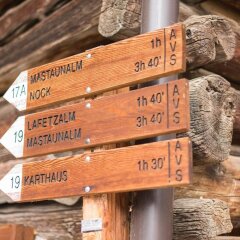 17A MASTAUNALM 1h
NOCK 3h 40'
AVS
19 LAFETZALM 1h 40'
MASTAUNALM 3h 40'
AVS
19 KARTHAUS 1h 30'
AVS